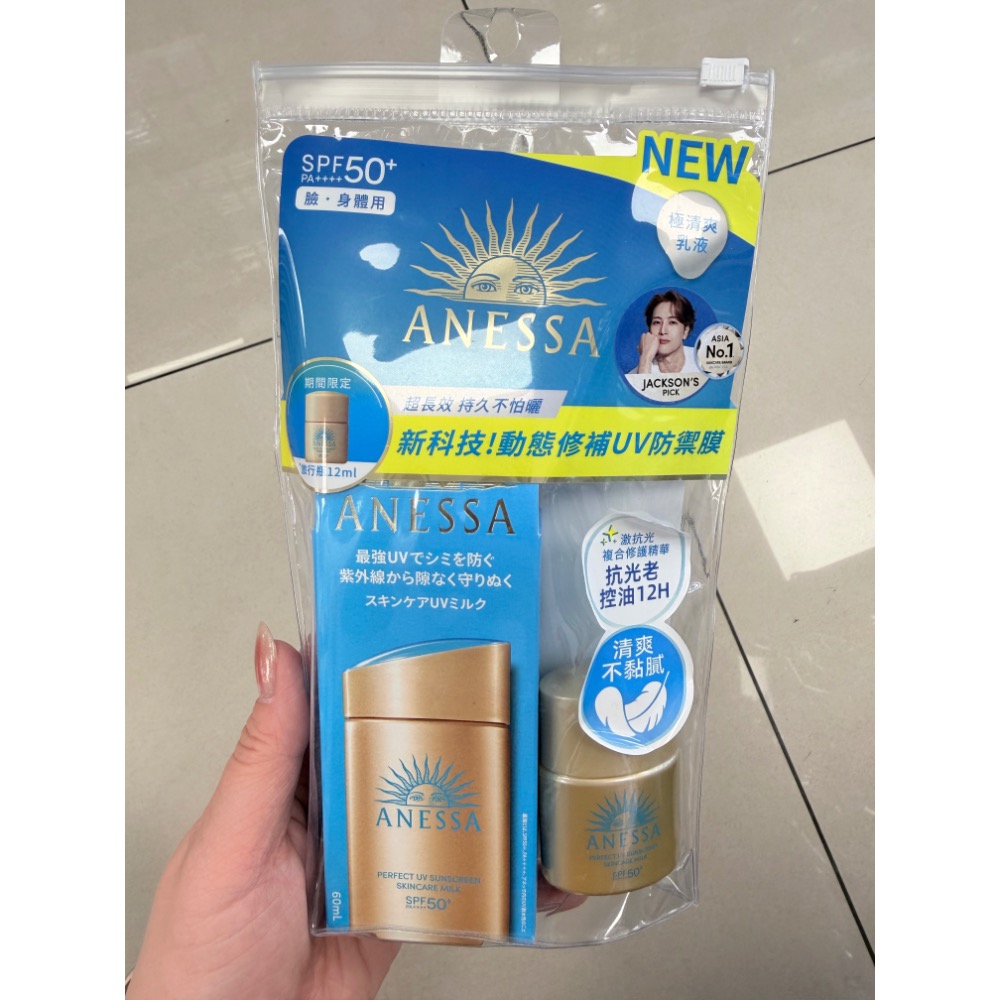 SPF50+
PA++++
臉・身體用
NEW
極清爽
乳液
ANESSA
ASIA
No.1
JACKSON'S
PICK
期間限定
旅行瓶12ml
超長效 持久不怕曬
新科技!動態修補UV防禦膜
ANESSA
最強UVでシミを防ぐ
紫外線から隙なく守りぬく
スキンケアUVミルク
激抗光
複合修護精華
抗光老
控油12H
清爽
不黏膩
ANESSA
PERFECT UV SUNSCREEN
SKINCARE MILK
SPF50+
PA++++
60mL
ANESSA
PERFECT UV SUNSCREEN
SKINCARE MILK
SPF50+